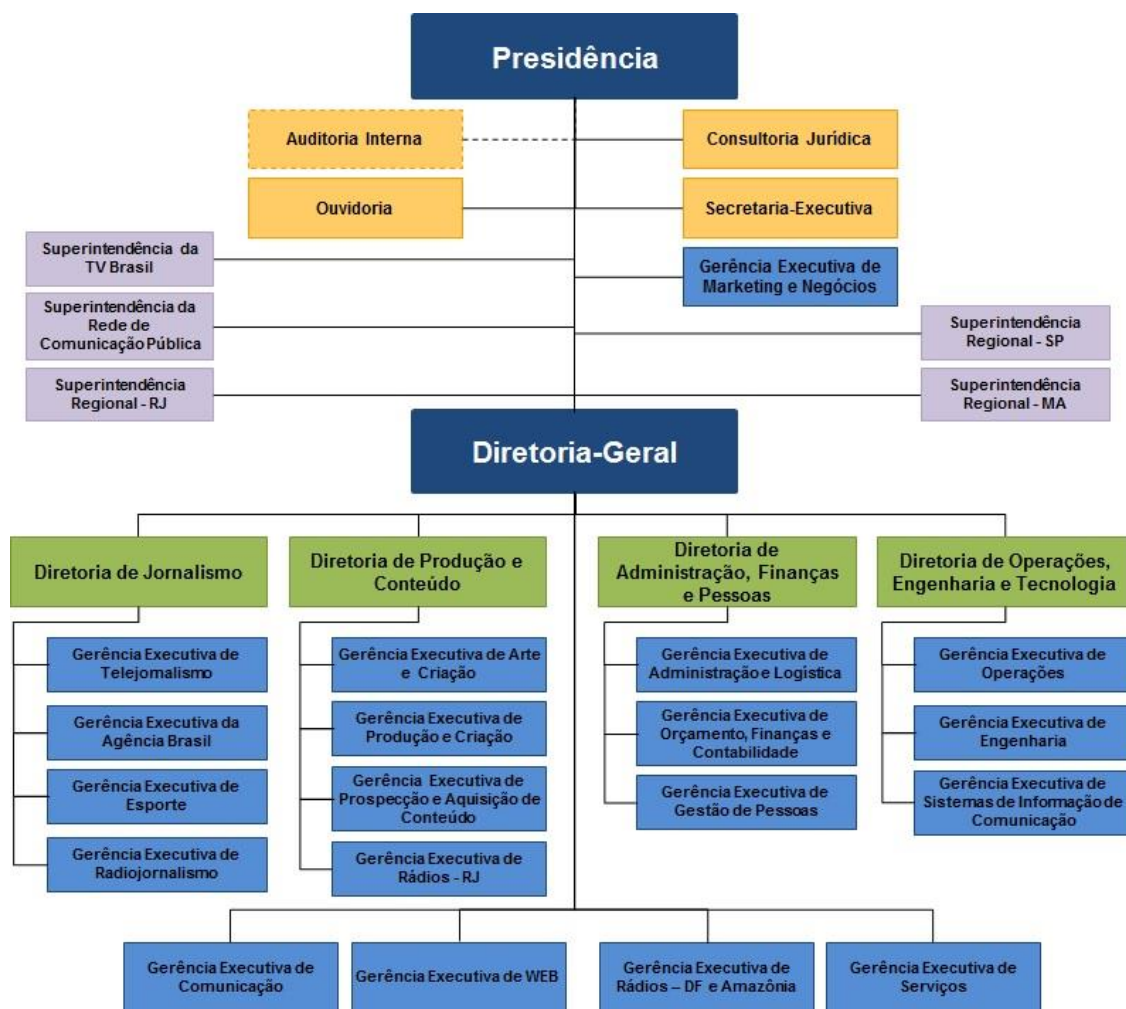 Presidência
Auditoria Interna
Consultoria Jurídica
Ouvidoria
Secretaria-Executiva
Superintendência da
TV Brasil
Gerência Executiva de
Marketing e Negócios
Superintendência da
Rede de
Comunicação Pública
Superintendência
Regional - SP
Superintendência
Regional - RJ
Superintendência
Regional - MA
Diretoria-Geral
Diretoria de Jornalismo
Diretoria de Produção e
Conteúdo
Diretoria de
Administração, Finanças
e Pessoas
Diretoria de Operações,
Engenharia e Tecnologia
Gerência Executiva de
Telejornalismo
Gerência Executiva da
Agência Brasil
Gerência Executiva de
Esporte
Gerência Executiva de
Radiojornalismo
Gerência Executiva de Arte
e Criação
Gerência Executiva de
Produção e Criação
Gerência Executiva de
Prospecção e Aquisição de
Conteúdo
Gerência Executiva de
Rádios - RJ
Gerência Executiva de
Administração e Logística
Gerência Executiva de
Orçamento, Finanças e
Contabilidade
Gerência Executiva de
Gestão de Pessoas
Gerência Executiva de
Operações
Gerência Executiva de
Engenharia
Gerência Executiva de
Sistemas de Informação de
Comunicação
Gerência Executiva de
Comunicação
Gerência Executiva de WEB
Gerência Executiva de
Rádios – DF e Amazônia
Gerência Executiva de
Serviços